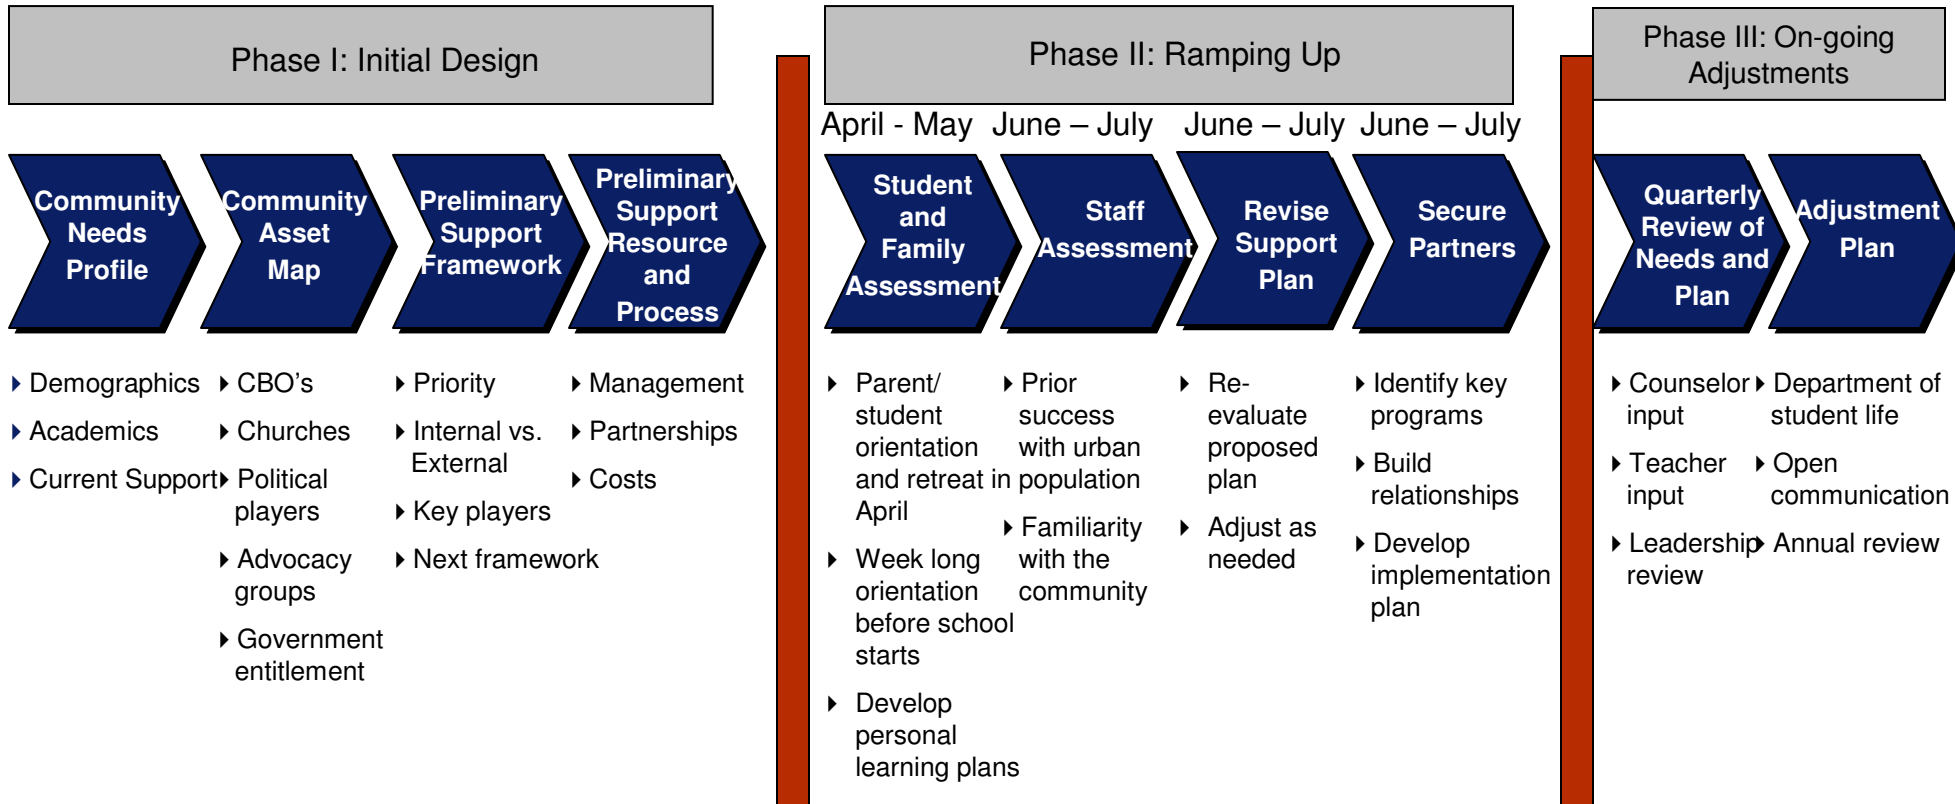 Phase I: Initial Design
Community
Needs
Profile
Community
Asset
Map
Preliminary
Support
Framework
Preliminary
Support
Resource
and
Process
Demographics
Academics
Current Support
CBO's
Churches
Political
players
Advocacy
groups
Government
entitlement
Priority
Internal vs.
External
Key players
Next framework
Management
Partnerships
Costs
Phase II: Ramping Up
April - May
June – July
June – July
June – July
Student
and
Family
Assessment
Staff
Assessment
Revise
Support
Plan
Secure
Partners
Parent/
student
orientation
and retreat in
April
Week long
orientation
before school
starts
Develop
personal
learning plans
Prior
success
with urban
population
Familiarity
with the
community
Re-
evaluate
proposed
plan
Adjust as
needed
Identify key
programs
Build
relationships
Develop
implementation
plan
Phase III: On-going
Adjustments
Quarterly
Review of
Needs and
Plan
Adjustment
Plan
Counselor
input
Teacher
input
Leadership
review
Department of
student life
Open
communication
Annual review